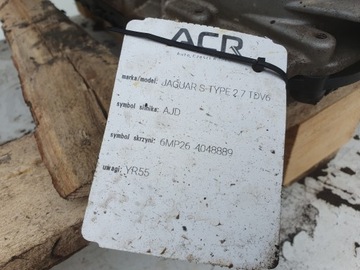 ACR
marka/model: JAGUAR S-TYPE 2.7 TDV6
symbol silnika: AJD
symbol skrzyni: 6MP26 4048889
uwagi: YR55